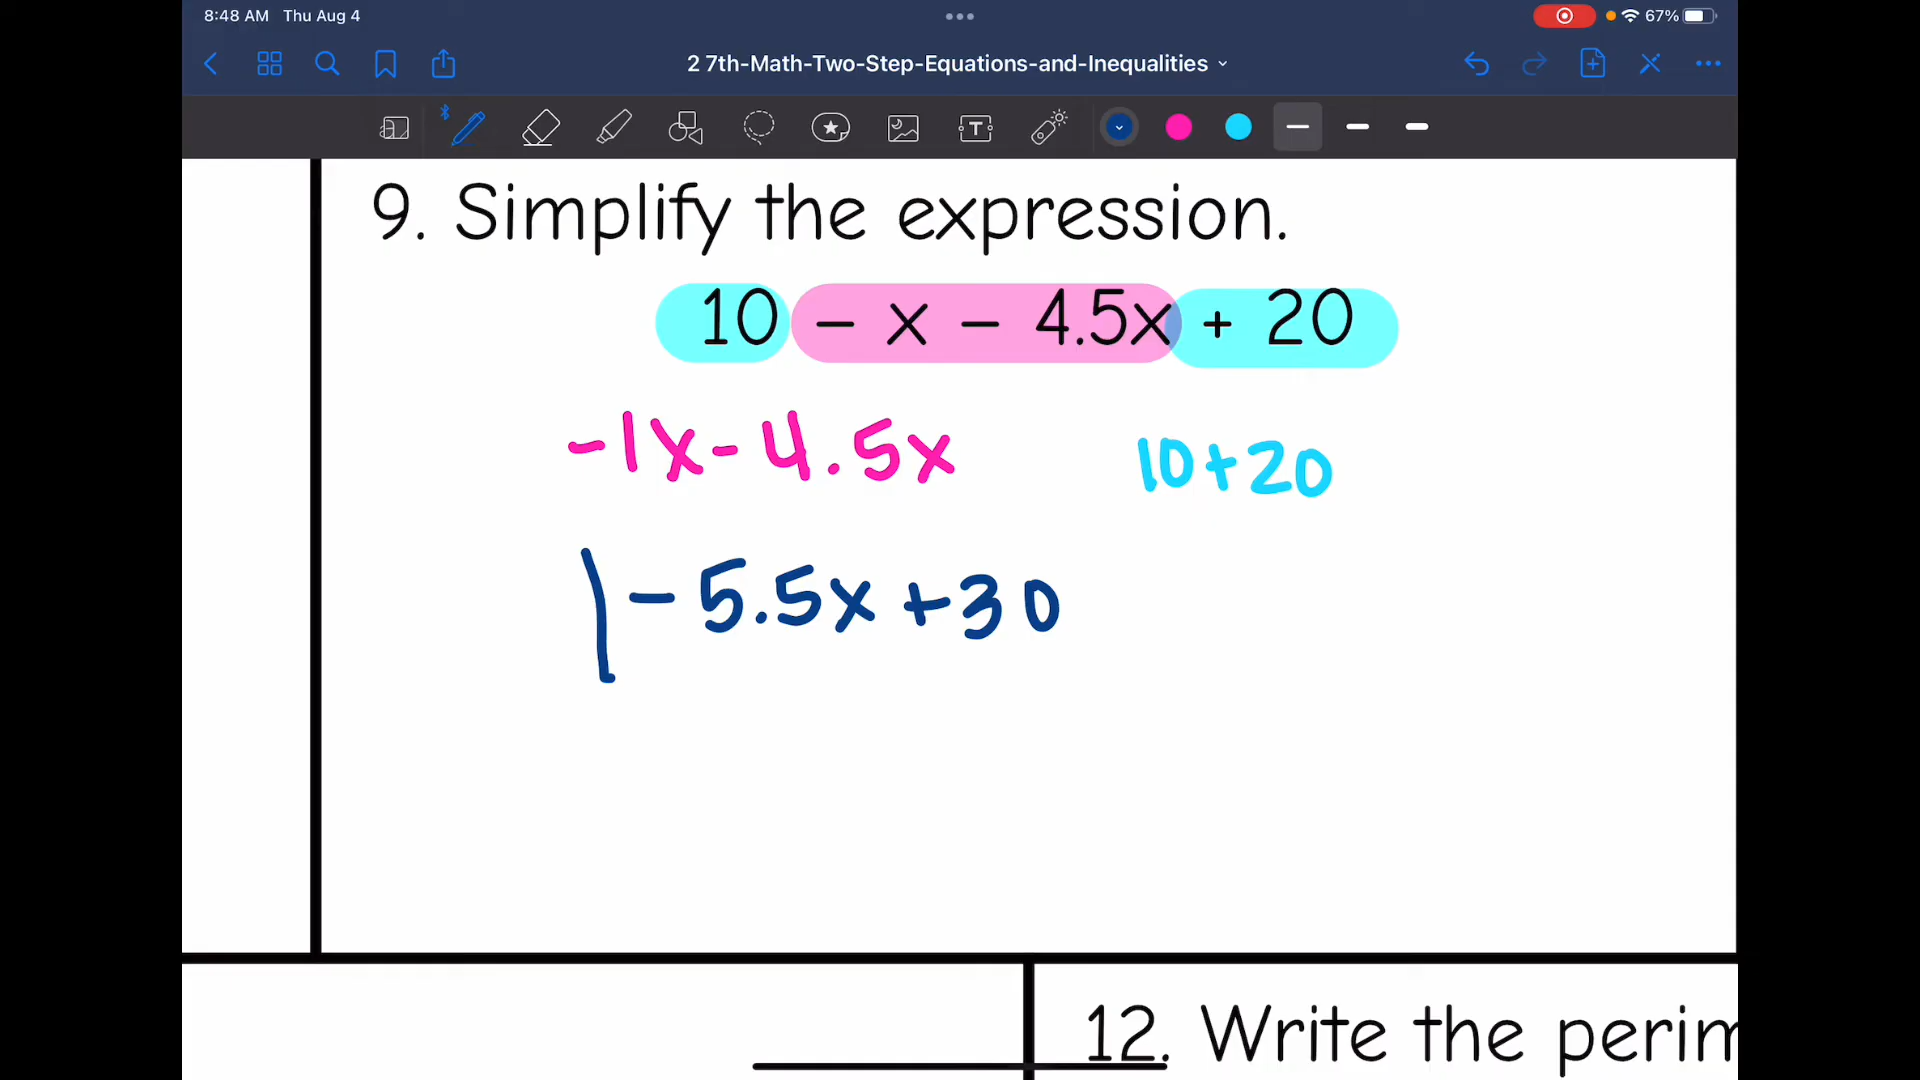 8:48 AM Thu Aug 4
67%
2 7th-Math-Two-Step-Equations-and-Inequalities
T
9. Simplify the expression.
10 – x – 4.5x + 20
-1x-4.5x 10+20
-5.5x+30
12. Write the perim